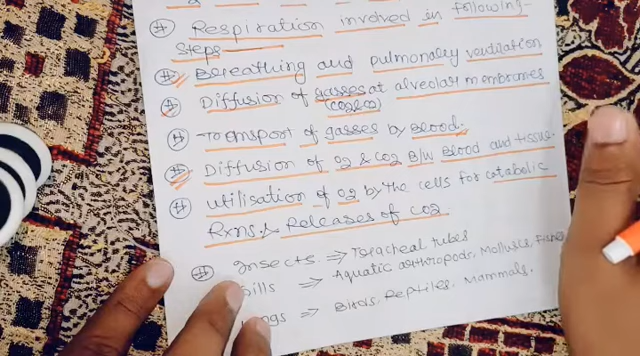 Respiration involved in following
Steps
Breathing and pulmonary ventilation
Diffusion of gasses at alveolar membranes
(CO2&O2)
Transport of gasses by Blood.
Diffusion of O2 & CO2 B/W Blood and tissue.
Utilisation of O2 by the cells for catabolic
Rxns & Releases of CO2
Insects ⇒ Tracheal tubes
Gills ⇒ Aquatic arthropods, Molluscs, Fishes
⇒ Birds, Reptiles, Mammals.